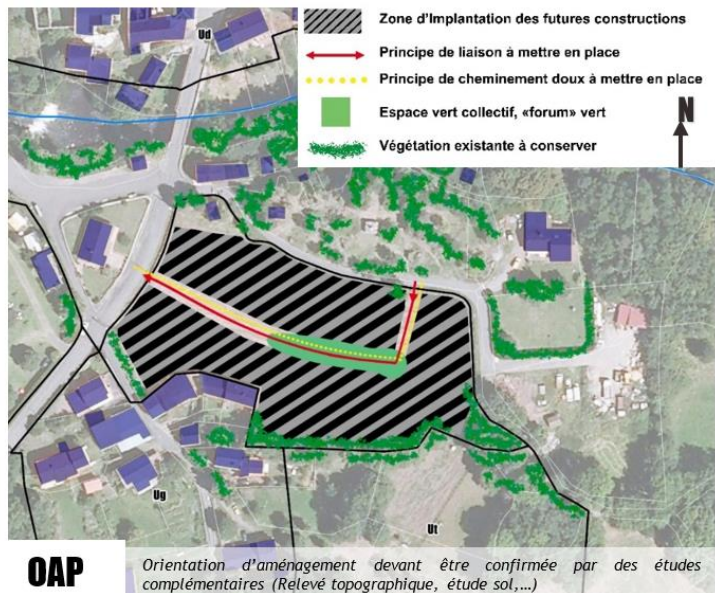 Ud
Zone d'Implantation des futures constructions
Principe de liaison à mettre en place
Principe de cheminement doux à mettre en place
Espace vert collectif, «forum» vert
Végétation existante à conserver
N
Ug
Ut
OAP
Orientation d'aménagement devant être confirmée par des études
complémentaires (Relevé topographique, étude sol,...)